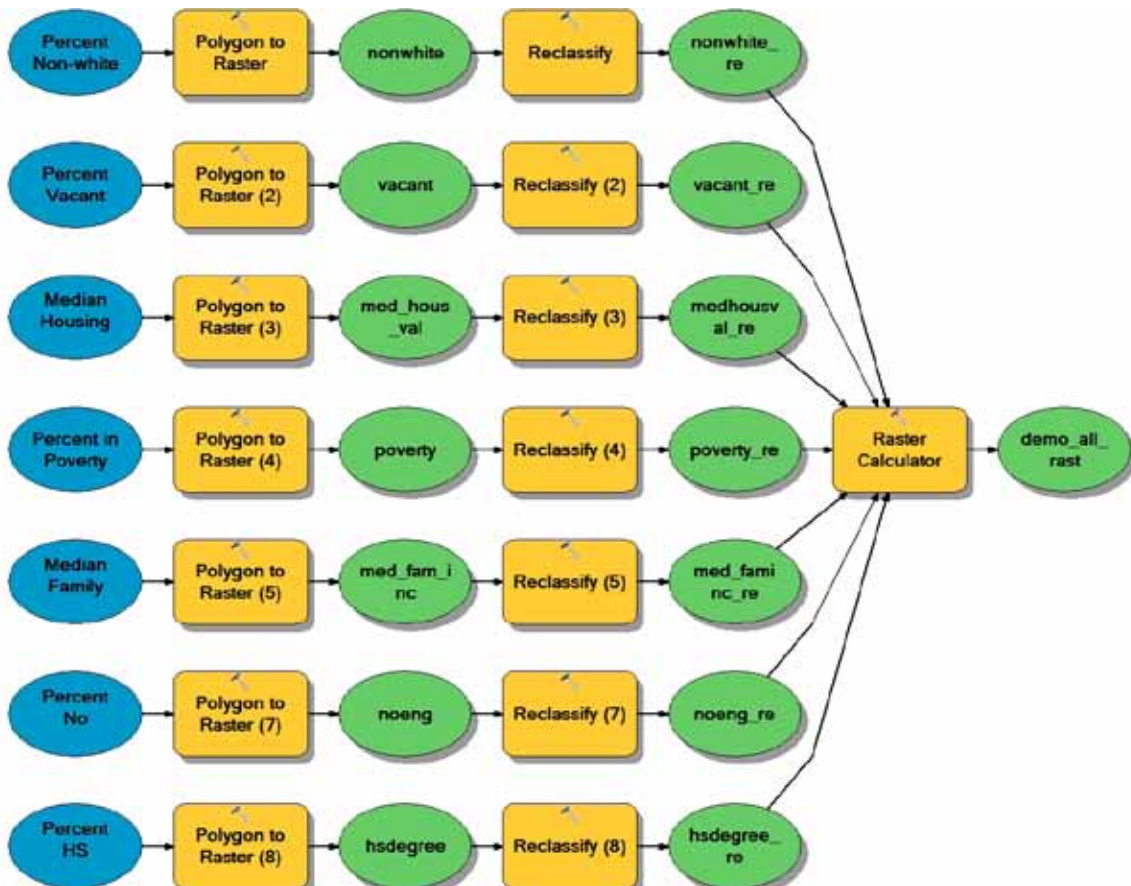 Percent
Non-white
Polygon to
Raster
nonwhite
Reclassify
nonwhite_
re
Percent
Vacant
Polygon to
Raster (2)
vacant
Reclassify (2)
vacant_re
Median
Housing
Polygon to
Raster (3)
med_hous
_val
Reclassify (3)
medhousv
al_re
Percent in
Poverty
Polygon to
Raster (4)
poverty
Reclassify (4)
poverty_re
Raster
Calculator
demo_all_
rast
Median
Family
Polygon to
Raster (5)
med_fam_i
nc
Reclassify (5)
med_fami
nc_re
Percent
No
Polygon to
Raster (7)
noeng
Reclassify (7)
noeng_re
Percent
HS
Polygon to
Raster (8)
hsdegree
Reclassify (8)
hsdegree_
re